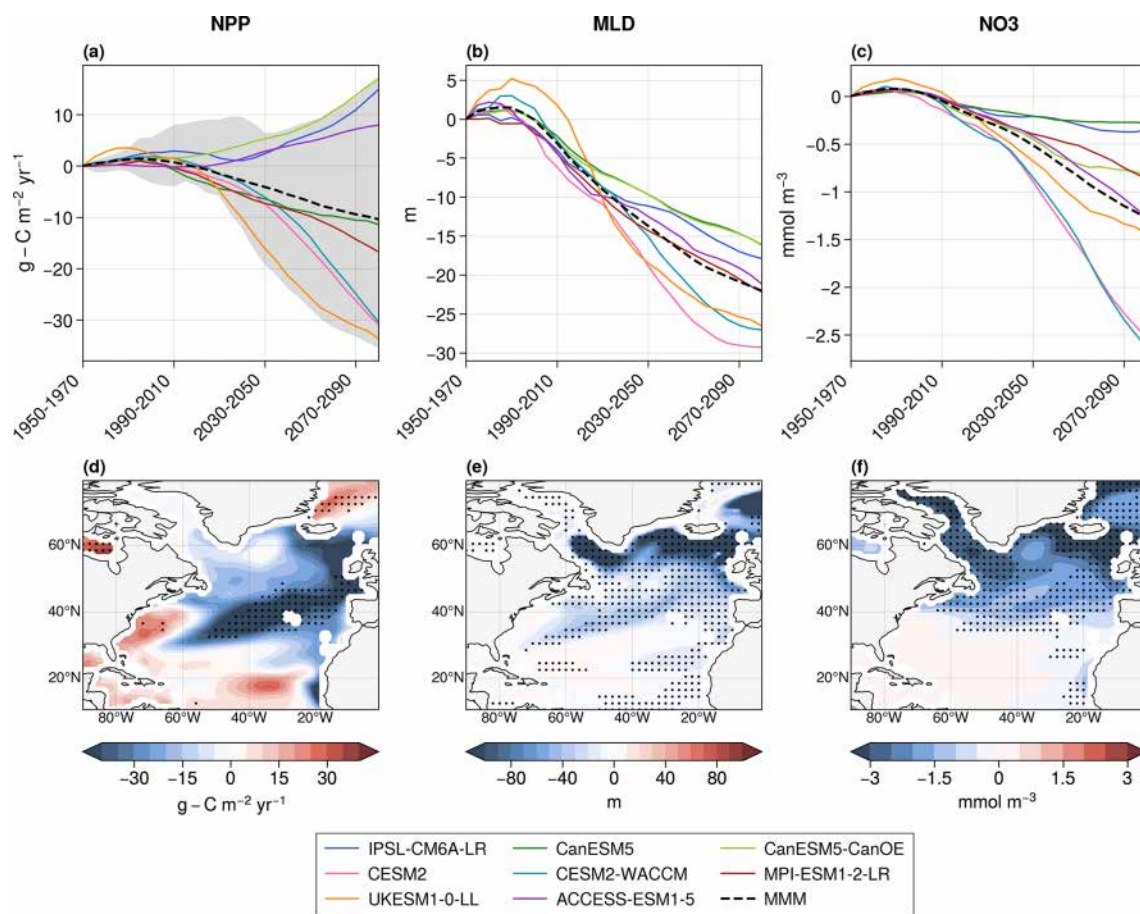 NPP MLD NO3
(a) (b) (c)
10
0
−10
−20
−30
g − C m⁻² yr⁻¹
5
0
−5
−10
−15
−20
−25
−30
m
0
−0.5
−1
−1.5
−2
−2.5
mmol m⁻³
1950-1970 1990-2010 2030-2050 2070-2090
1950-1970 1990-2010 2030-2050 2070-2090
1950-1970 1990-2010 2030-2050 2070-2090
(d) (e) (f)
60°N 60°N 60°N
40°N 40°N 40°N
20°N 20°N 20°N
80°W 60°W 40°W 20°W 80°W 60°W 40°W 20°W 80°W 60°W 40°W 20°W
−30 −15 0 15 30 −80 −40 0 40 80 −3 −1.5 0 1.5 3
g − C m⁻² yr⁻¹ m mmol m⁻³
IPSL-CM6A-LR CanESM5 CanESM5-CanOE
CESM2 CESM2-WACCM MPI-ESM1-2-LR
UKESM1-0-LL ACCESS-ESM1-5 MMM